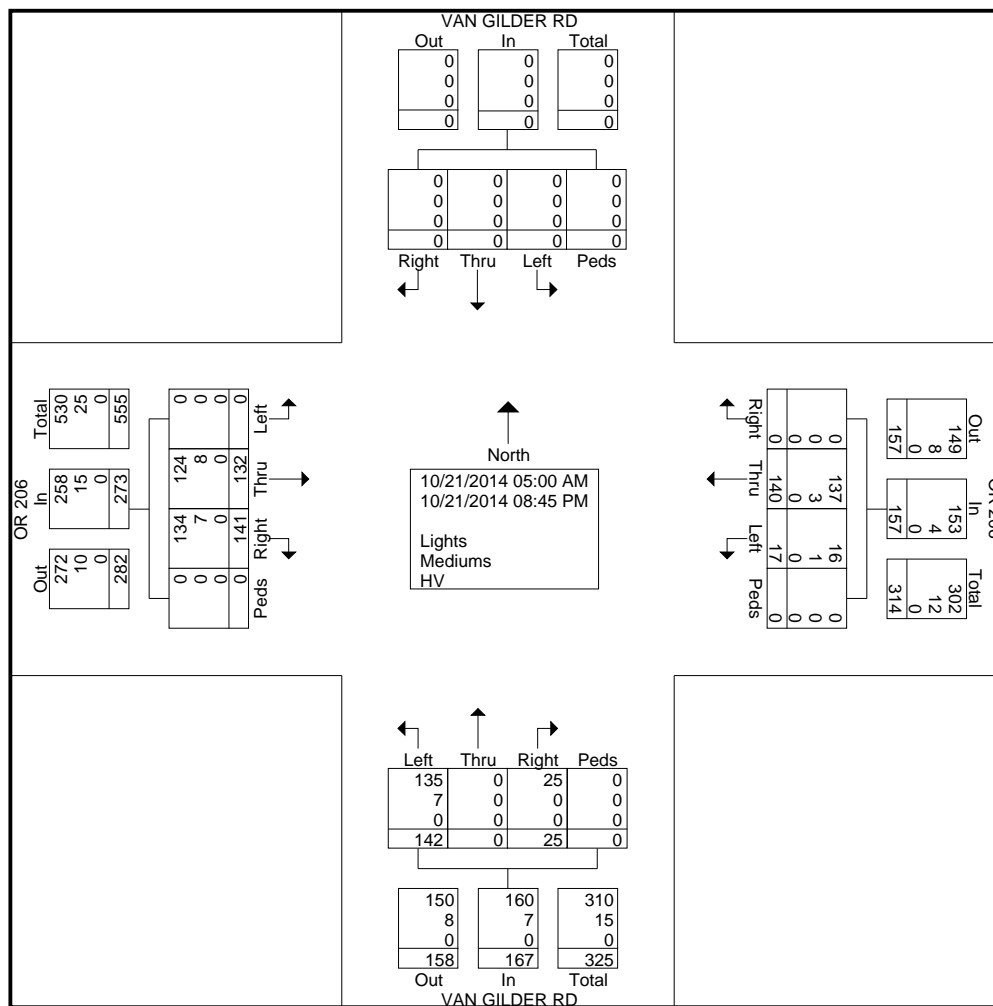 VAN GILDER RD
Out In Total
0 0 0
0 0 0
0 0 0
0 0 0
0 0 0 0
0 0 0 0
0 0 0 0
0 0 0 0
Right Thru Left Peds
OR 206
Total In Out
530 258 272
25 15 10
0 0 0
555 273 282
0 124 134 0
0 8 7 0
0 0 0 0
0 132 141 0
Left Thru Right Peds
North
10/21/2014 05:00 AM
10/21/2014 08:45 PM
Lights
Mediums
HV
Right Thru Left Peds
0 137 16 0
0 3 1 0
0 0 0 0
0 140 17 0
Out In Total
149 153 302
8 4 12
0 0 0
157 157 314
Left Thru Right Peds
135 0 25 0
7 0 0 0
0 0 0 0
142 0 25 0
150 160 310
8 7 15
0 0 0
158 167 325
Out In Total
VAN GILDER RD